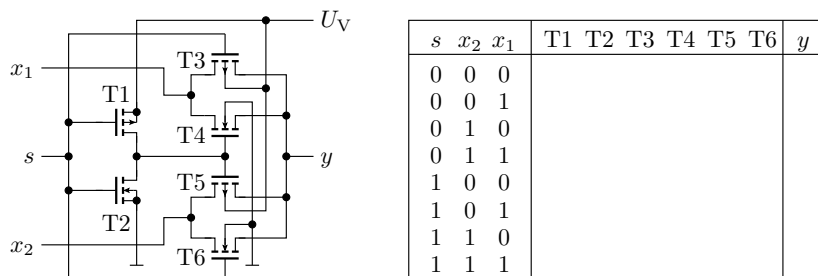 U_V
T3
x_1
T1
T4
s
y
T5
T2
x_2
T6
s x_2 x_1 T1 T2 T3 T4 T5 T6 y
0 0 0
0 0 1
0 1 0
0 1 1
1 0 0
1 0 1
1 1 0
1 1 1